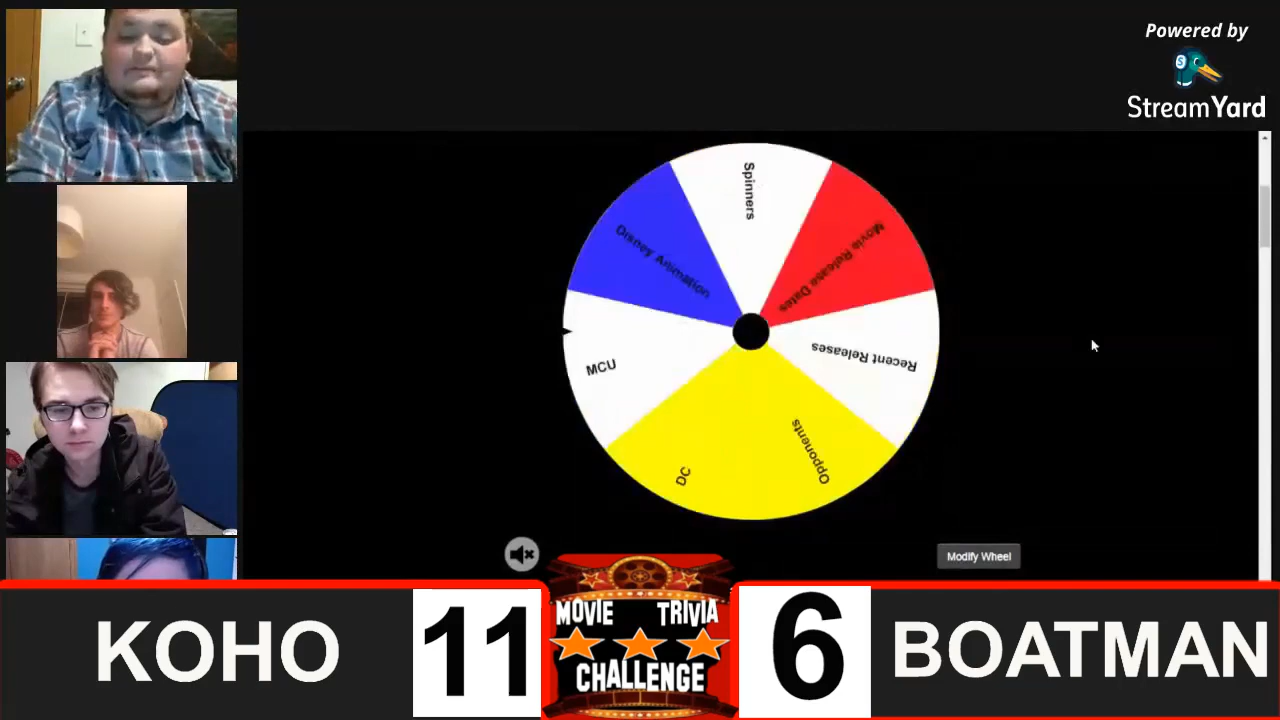 Powered by
StreamYard
Spinners
Movie Release Dates
Disney Animation
Recent Releases
MCU
Opponents
DC
Modify Wheel
MOVIE TRIVIA
CHALLENGE
KOHO
11
6
BOATMAN